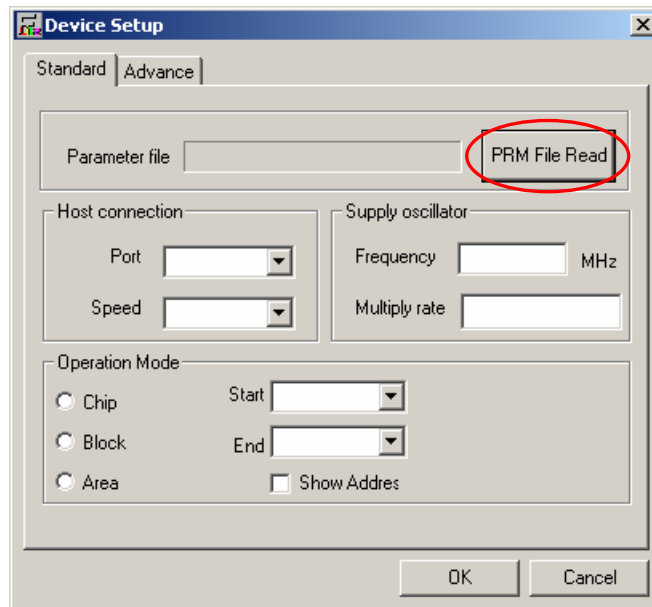 Device Setup
Standard Advance
Parameter file PRM File Read
Host connection
Port
Speed
Supply oscillator
Frequency MHz
Multiply rate
Operation Mode
Chip
Block
Area
Start
End
Show Addres
OK Cancel